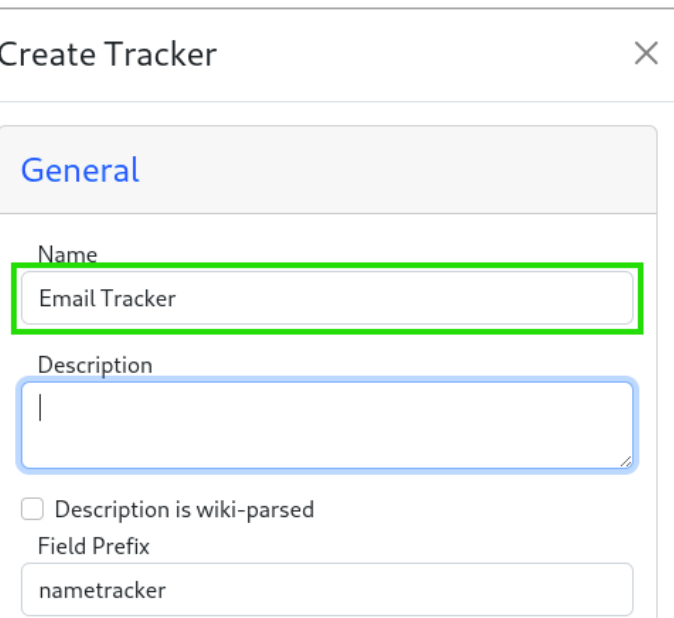 Create Tracker
General
Name
Email Tracker
Description
Description is wiki-parsed
Field Prefix
nametracker